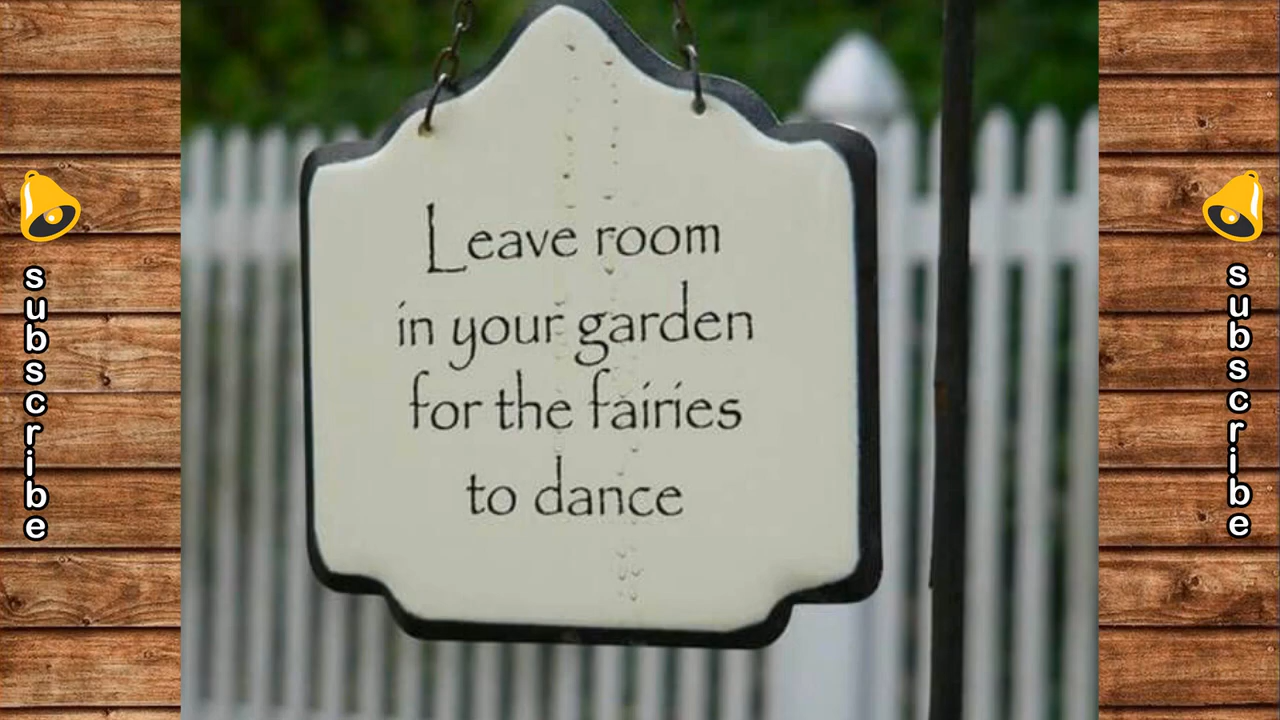 Leave room
in your garden
for the fairies
to dance
subscribe
subscribe